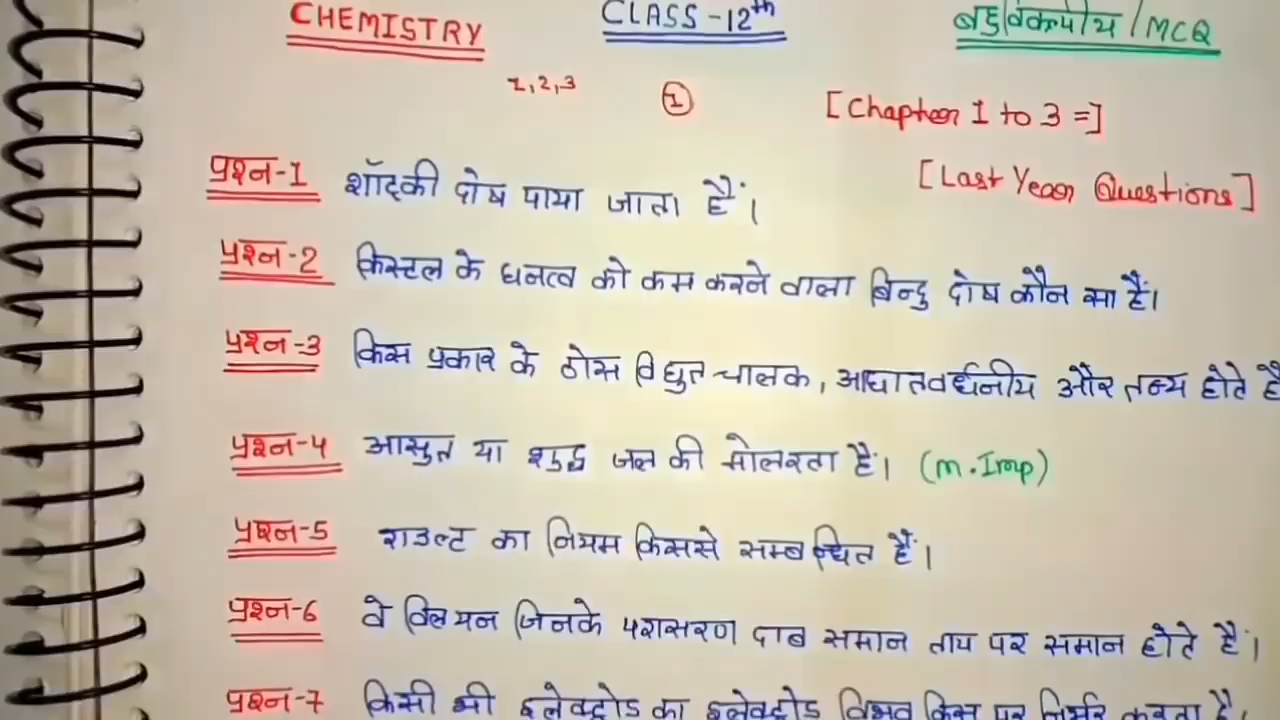 CHEMISTRY CLASS-12th बहुविकल्पीय/MCQ
1,2,3 1 [Chapter 1 to 3 =]
[Last Year Questions]
प्रश्न-1 शॉट्की दोष पाया जाता हैं।
प्रश्न-2 क्रिस्टल के घनत्व को कम करने वाला बिन्दु दोष कौन सा हैं।
प्रश्न-3 किस प्रकार के ठोस विधुत चालक, आघातवर्धनीय और तन्य होते है
प्रश्न-4 आसुत या शुद्ध जल की मोलरता हैं। (m.Imp)
प्रश्न-5 राउल्ट का नियम किससे सम्बन्धित हैं।
प्रश्न-6 वे विलयन जिनके परासरण दाब समान ताप पर समान होते हैं।
प्रश्न-7 किसी भी इलेक्ट्रोड का इलेक्ट्रोड विभव किस पर निर्भर करता है.